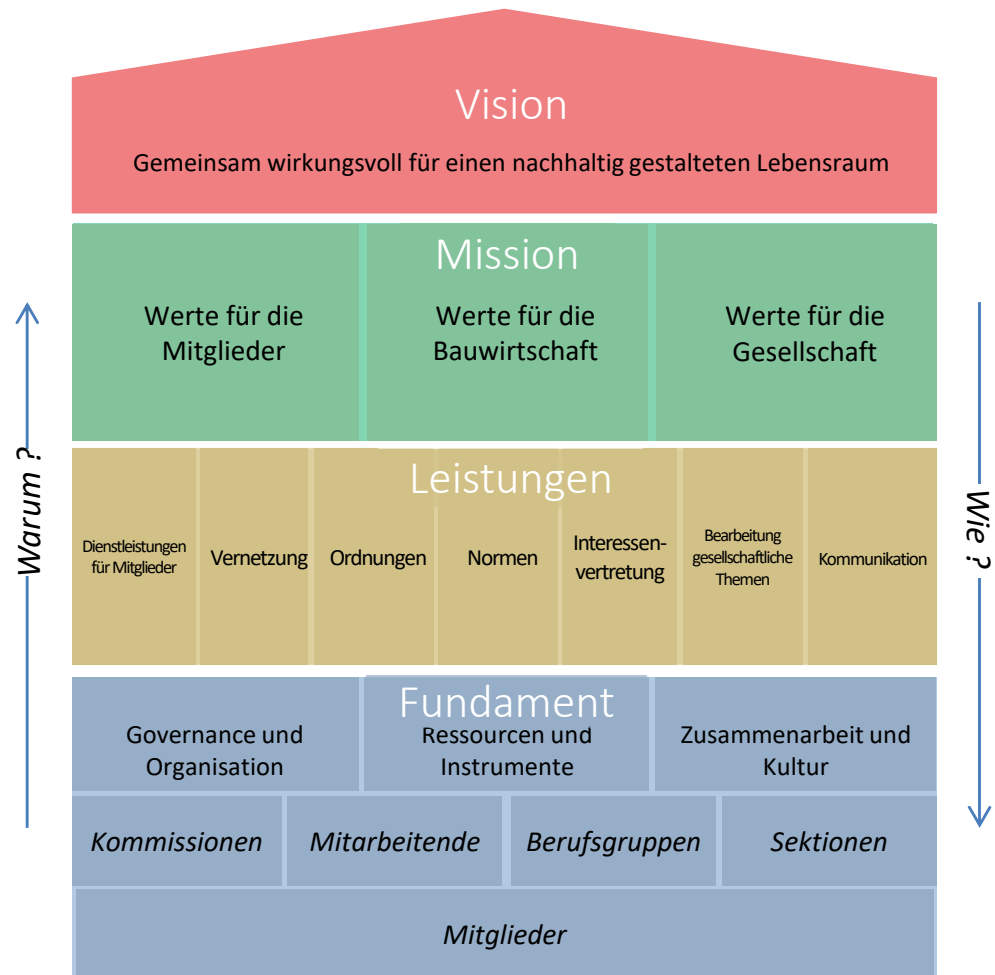 Vision
Gemeinsam wirkungsvoll für einen nachhaltig gestalteten Lebensraum
Mission
Werte für die
Mitglieder
Werte für die
Bauwirtschaft
Werte für die
Gesellschaft
Warum ?
Wie ?
Leistungen
Dienstleistungen
für Mitglieder
Vernetzung
Ordnungen
Normen
Interessen-
vertretung
Bearbeitung
gesellschaftliche
Themen
Kommunikation
Fundament
Governance und
Organisation
Ressourcen und
Instrumente
Zusammenarbeit und
Kultur
Kommissionen
Mitarbeitende
Berufsgruppen
Sektionen
Mitglieder